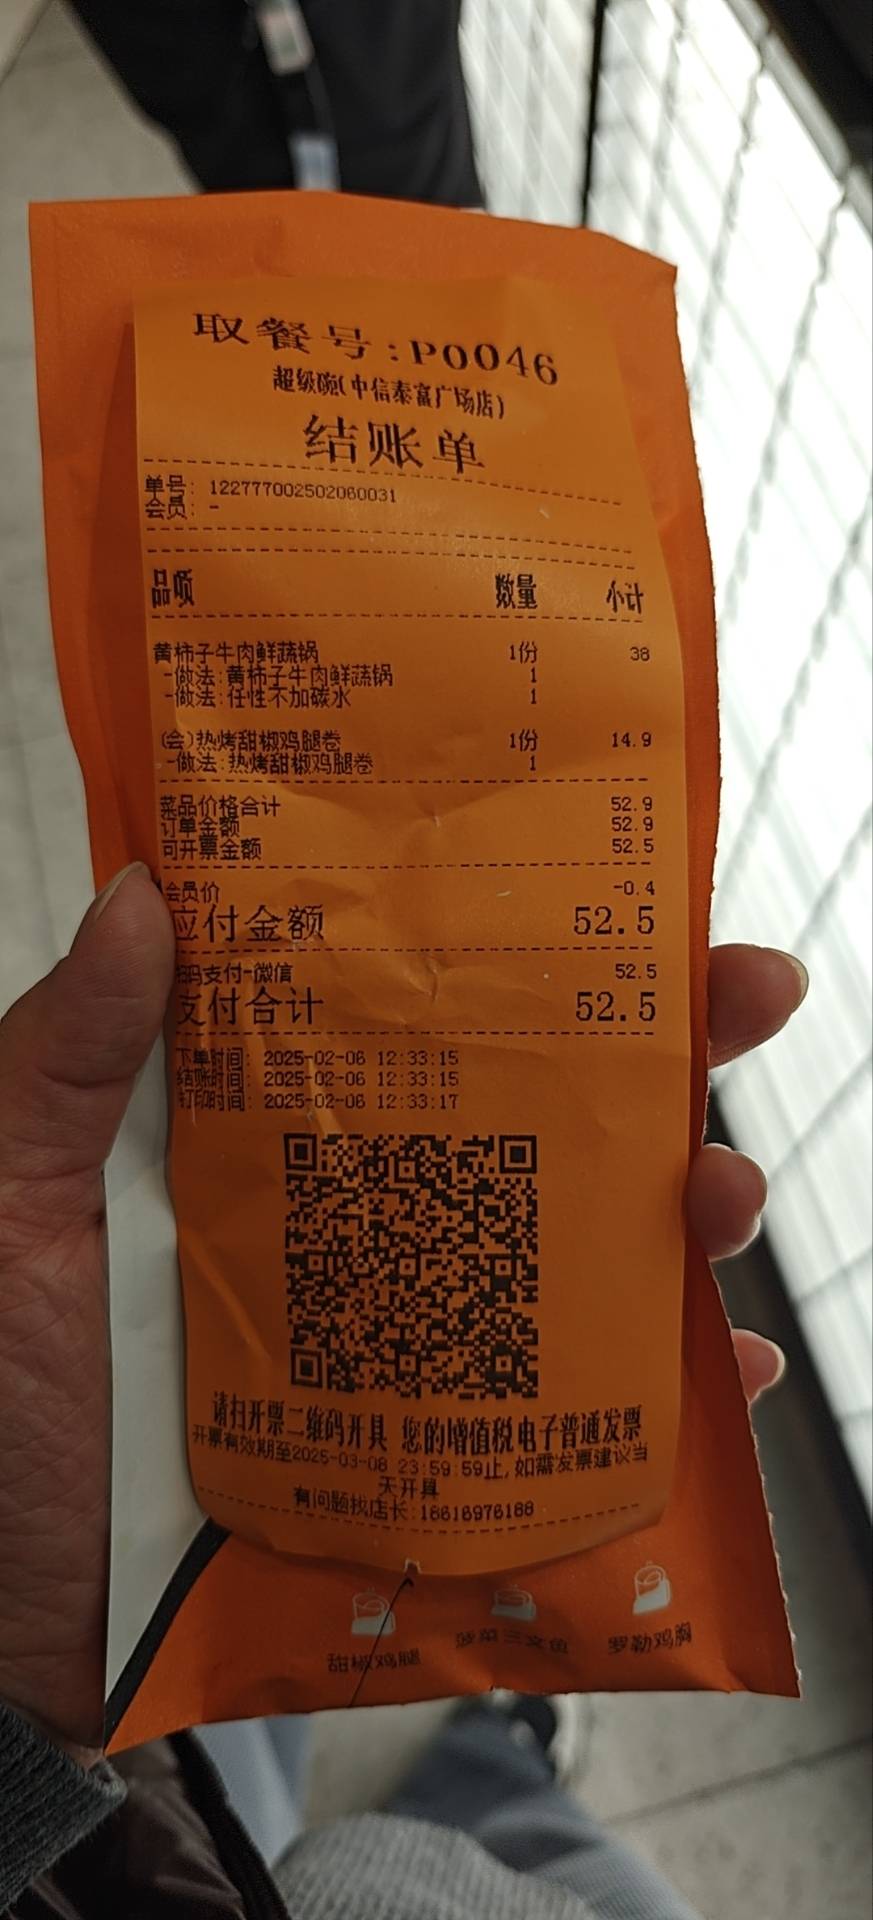 取餐号:P0046
超级碗(中信泰富广场店)
结账单
单号: 122777002502060031
会员: -
品项 数量 小计
黄柿子牛肉鲜蔬锅 1份 38
-做法:黄柿子牛肉鲜蔬锅 1
-做法:任性不加碳水 1
(会)热烤甜椒鸡腿卷 1份 14.9
-做法:热烤甜椒鸡腿卷 1
菜品价格合计 52.9
订单金额 52.9
可开票金额 52.5
会员价 -0.4
应付金额 52.5
扫码支付-微信 52.5
支付合计 52.5
下单时间: 2025-02-06 12:33:15
结账时间: 2025-02-06 12:33:15
打印时间: 2025-02-06 12:33:17
请扫开票二维码开具 您的增值税电子普通发票
开票有效期至2025-03-08 23:59:59止,如需发票建议当
天开具
有问题找店长:18616976188
甜椒鸡腿 菠菜三文鱼 罗勒鸡胸